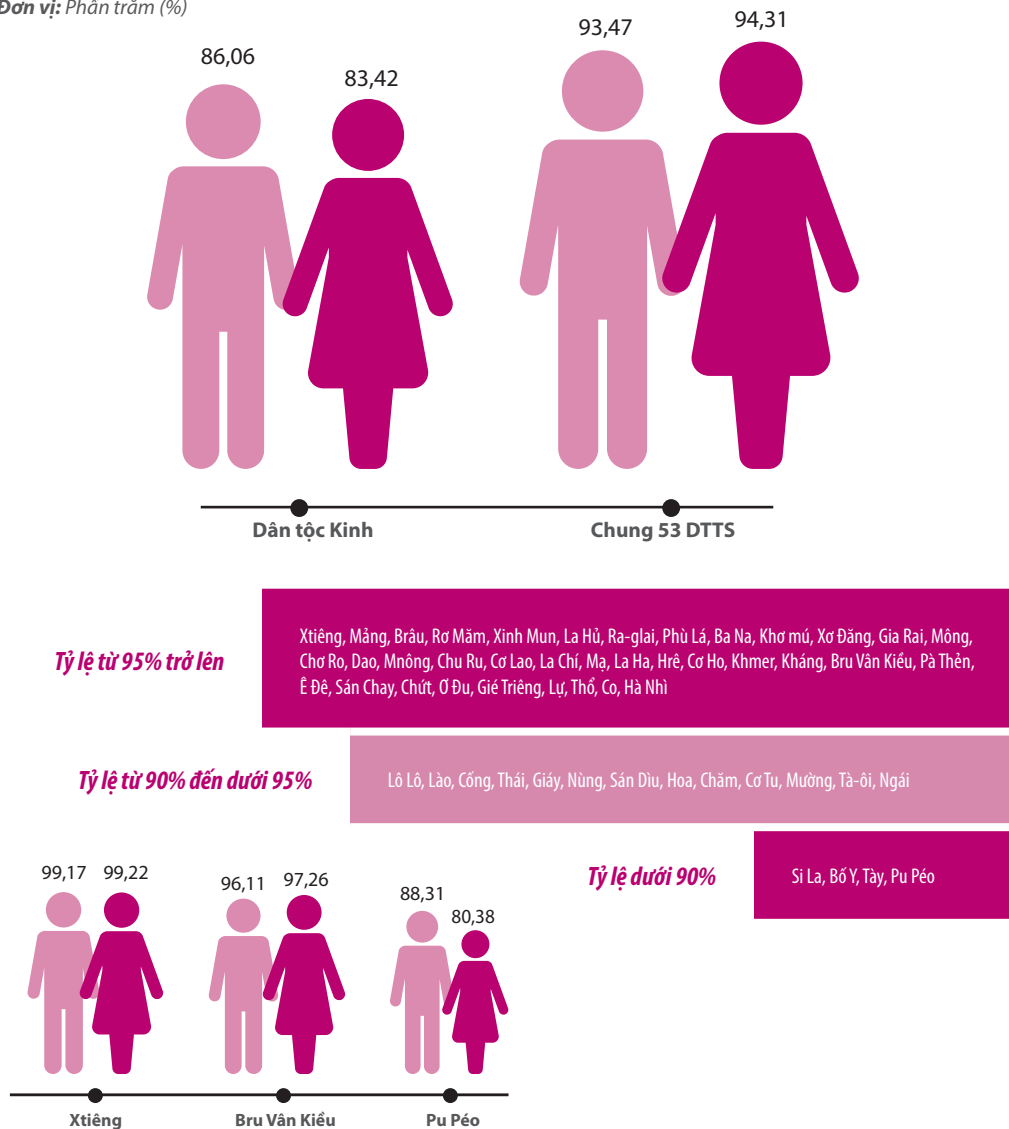 Đơn vị: Phần trăm (%)
86,06
83,42
93,47
94,31
Dân tộc Kinh
Chung 53 DTTS
Tỷ lệ từ 95% trở lên
Xtiêng, Mảng, Brâu, Rơ Măm, Xinh Mun, La Hủ, Ra-glai, Phù Lá, Ba Na, Khơ mú, Xơ Đăng, Gia Rai, Mông,
Chơ Ro, Dao, Mnông, Chu Ru, Cơ Lao, La Chí, Mạ, La Ha, Hrê, Cơ Ho, Khmer, Kháng, Bru Vân Kiều, Pà Thẻn,
Ê Đê, Sán Chay, Chứt, Ơ Đu, Gié Triêng, Lự, Thổ, Co, Hà Nhì
Tỷ lệ từ 90% đến dưới 95%
Lô Lô, Lào, Cống, Thái, Giáy, Nùng, Sán Dìu, Hoa, Chăm, Cơ Tu, Mường, Tà-ôi, Ngái
Tỷ lệ dưới 90%
Si La, Bố Y, Tày, Pu Péo
99,17
99,22
96,11
97,26
88,31
80,38
Xtiêng
Bru Vân Kiều
Pu Péo